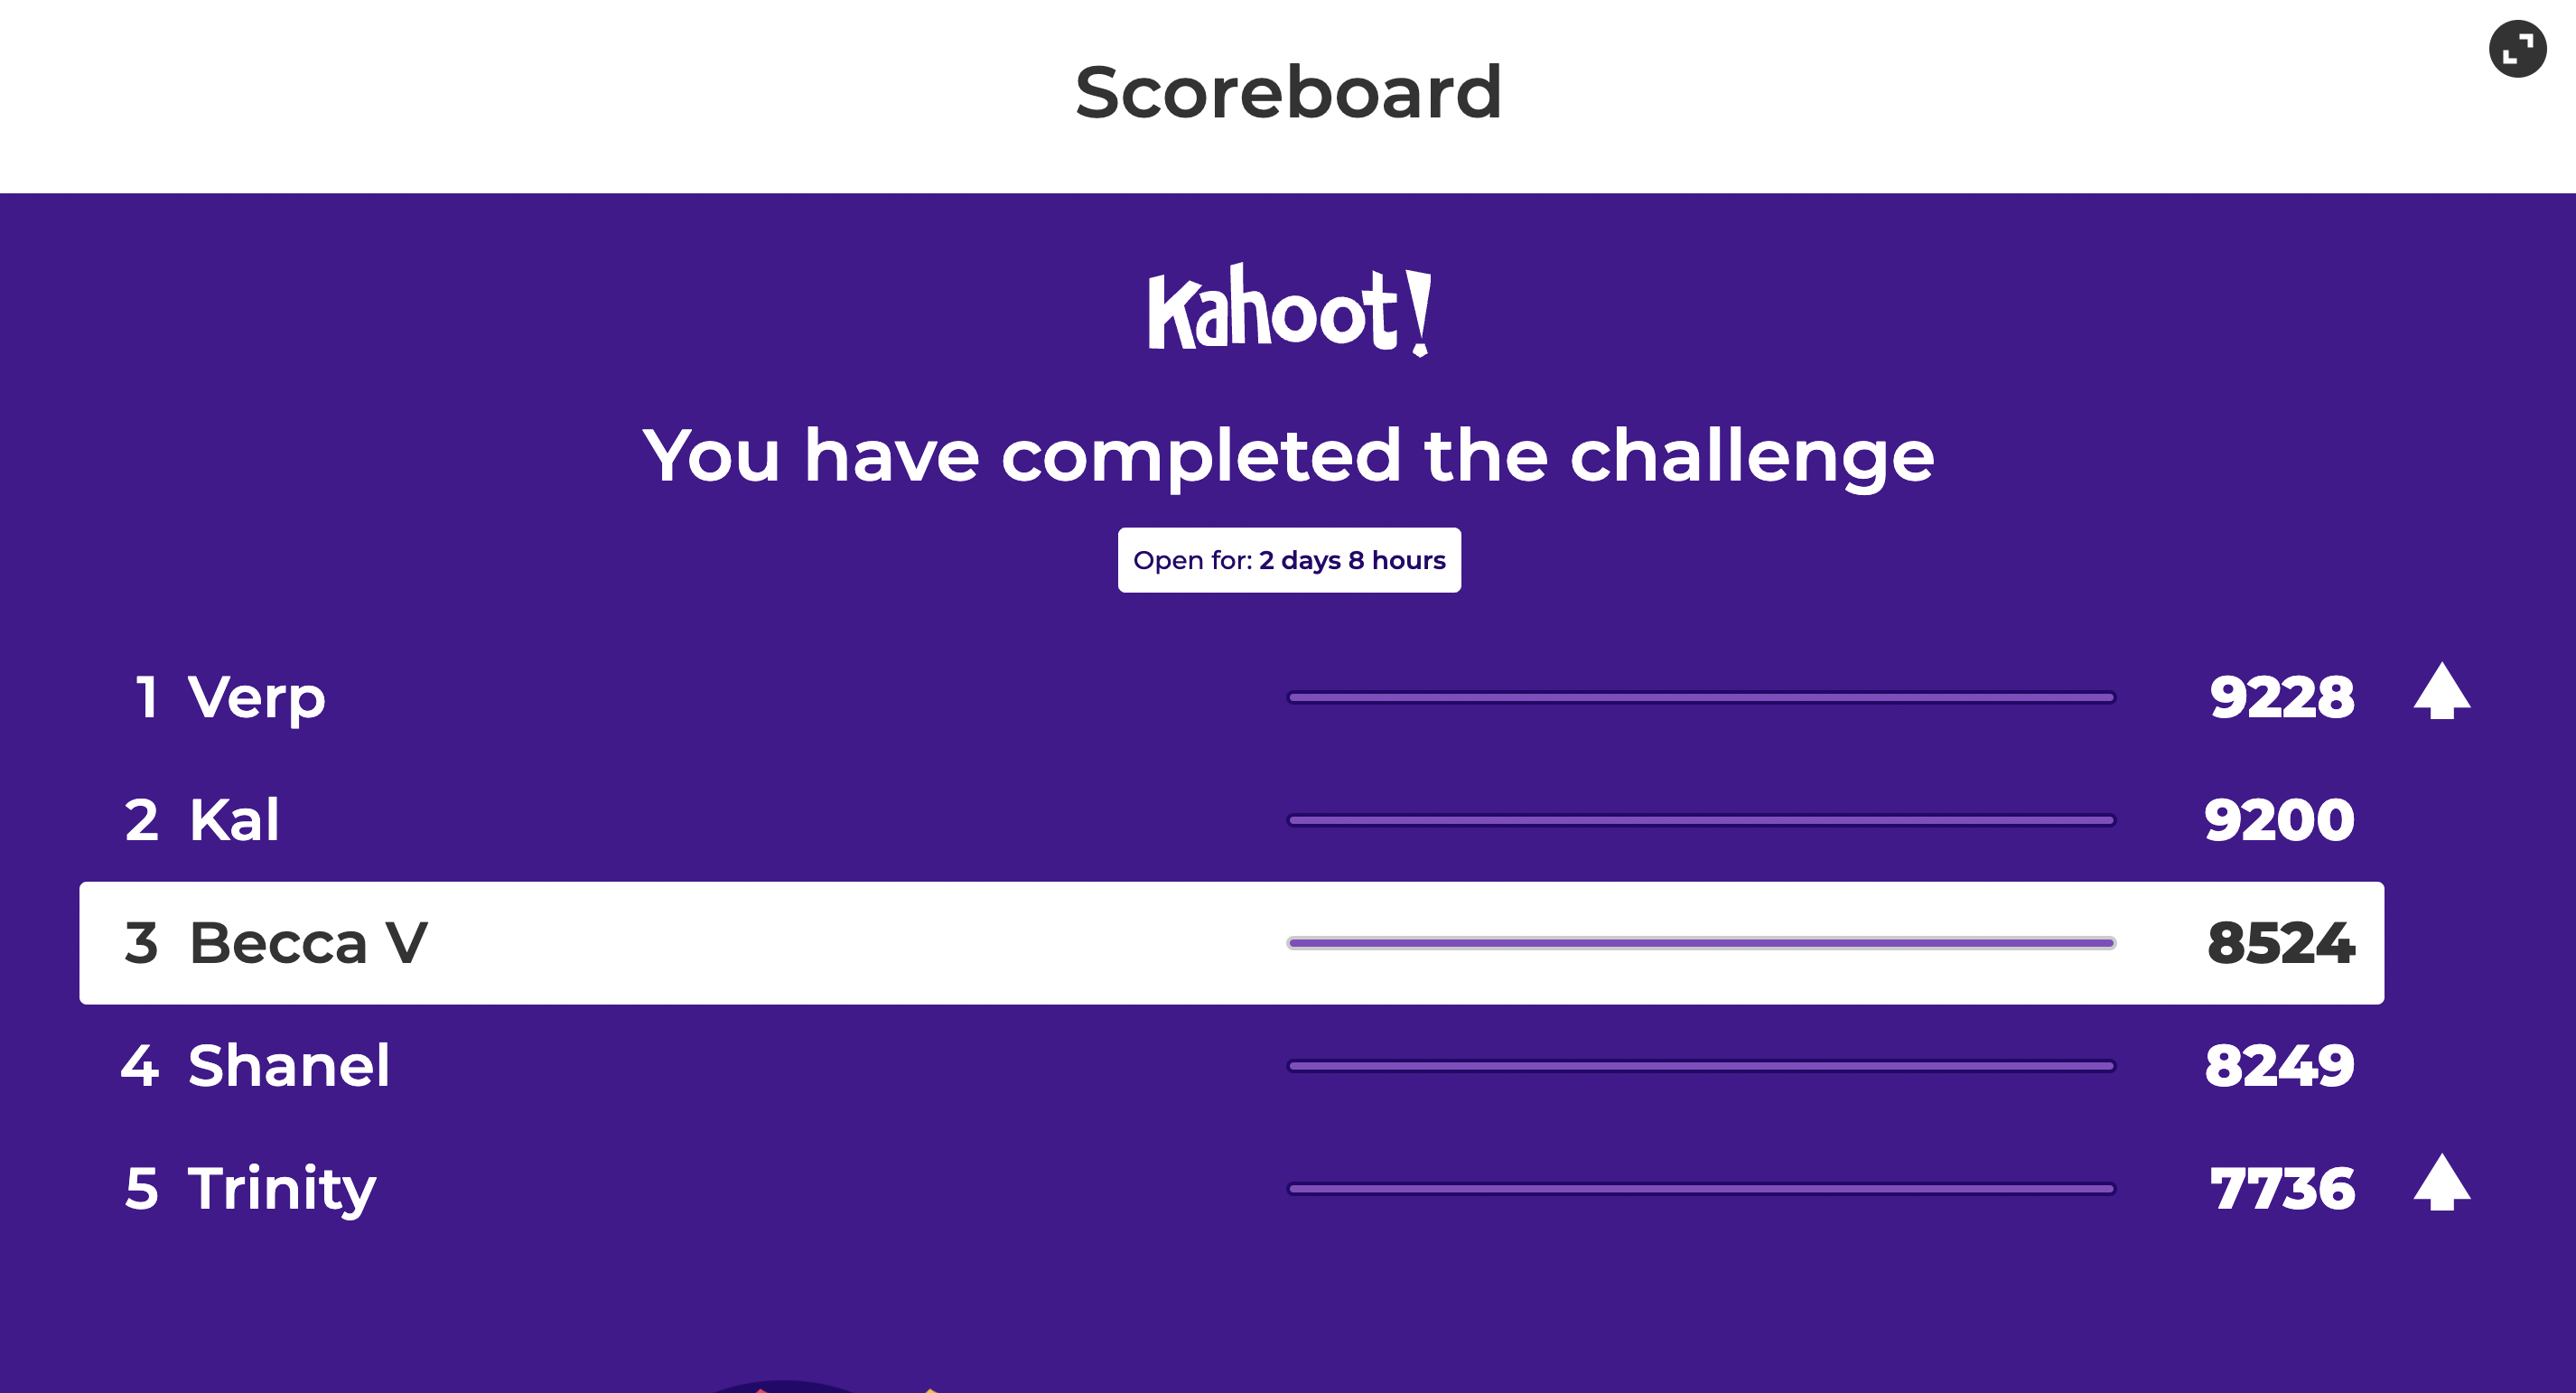 Scoreboard
Kahoot!
You have completed the challenge
Open for: 2 days 8 hours
1 Verp 9228
2 Kal 9200
3 Becca V 8524
4 Shanel 8249
5 Trinity 7736